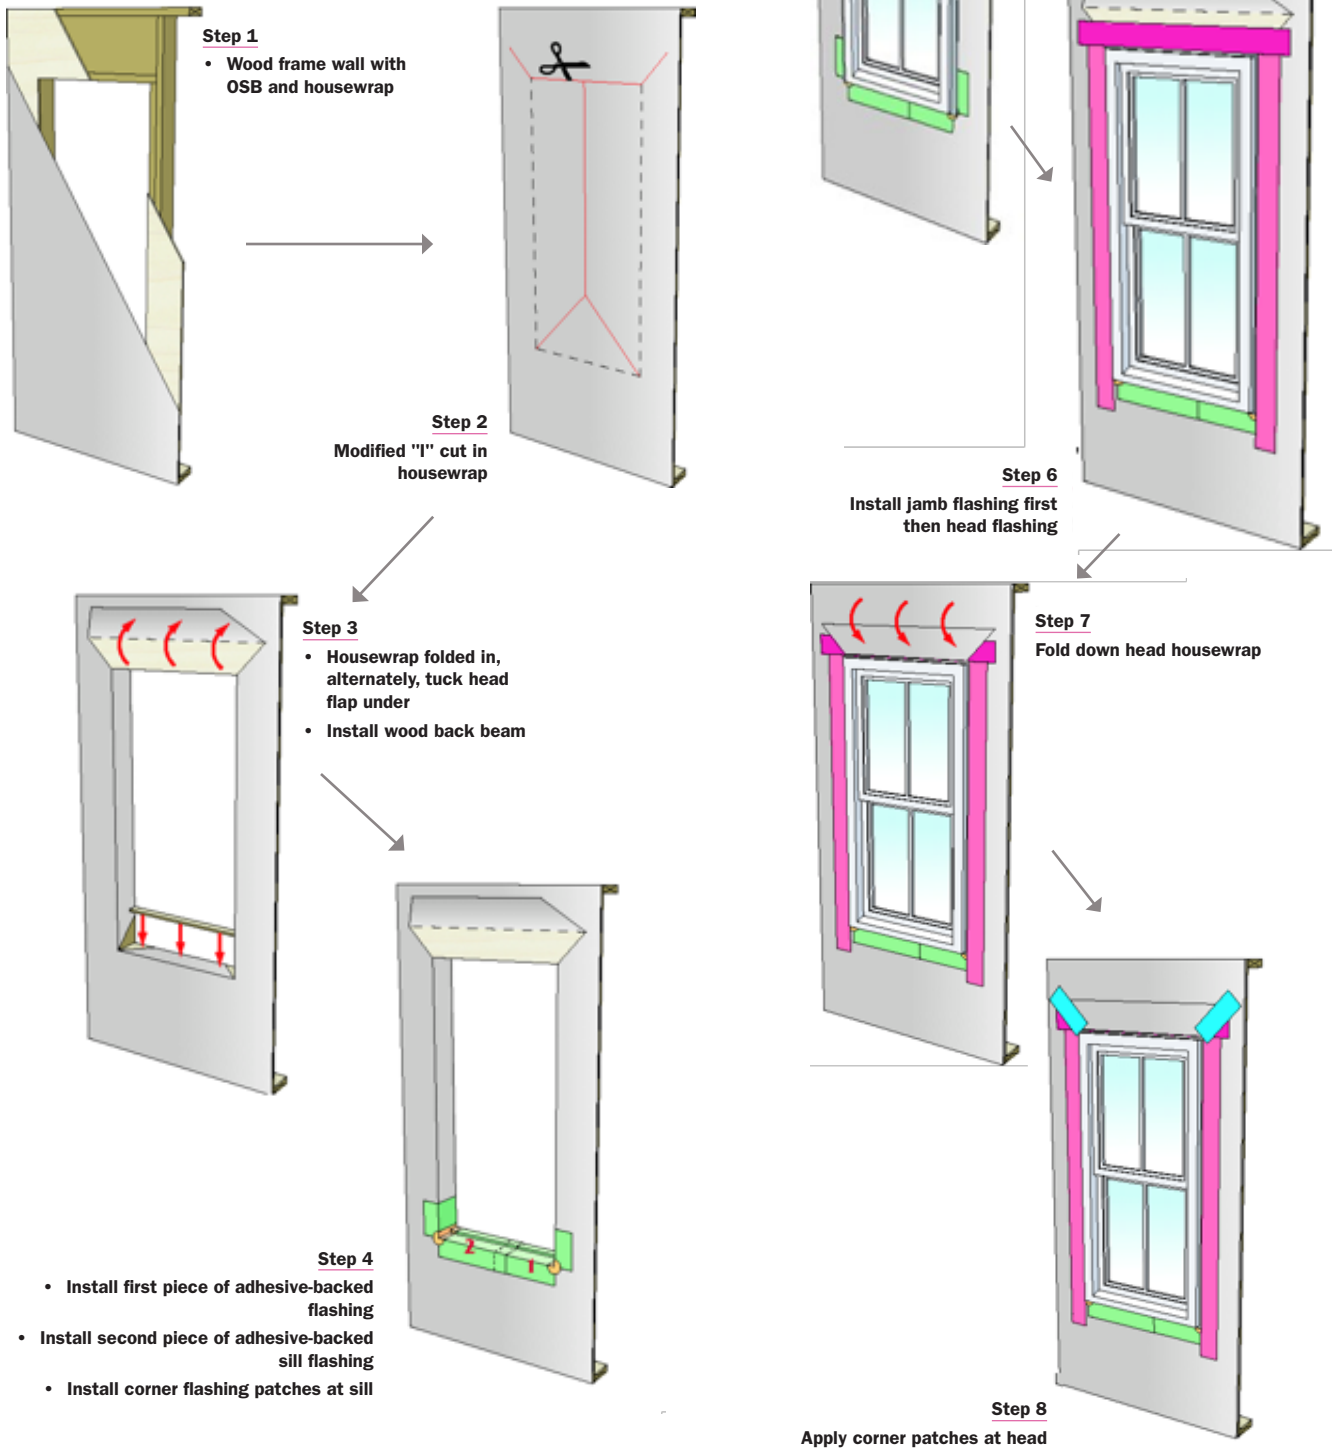 Step 1
• Wood frame wall with
OSB and housewrap
Step 2
Modified "I" cut in
housewrap
Step 3
• Housewrap folded in,
alternately, tuck head
flap under
• Install wood back beam
2
1
Step 4
• Install first piece of adhesive-backed
flashing
• Install second piece of adhesive-backed
sill flashing
• Install corner flashing patches at sill
Step 6
Install jamb flashing first
then head flashing
Step 7
Fold down head housewrap
Step 8
Apply corner patches at head